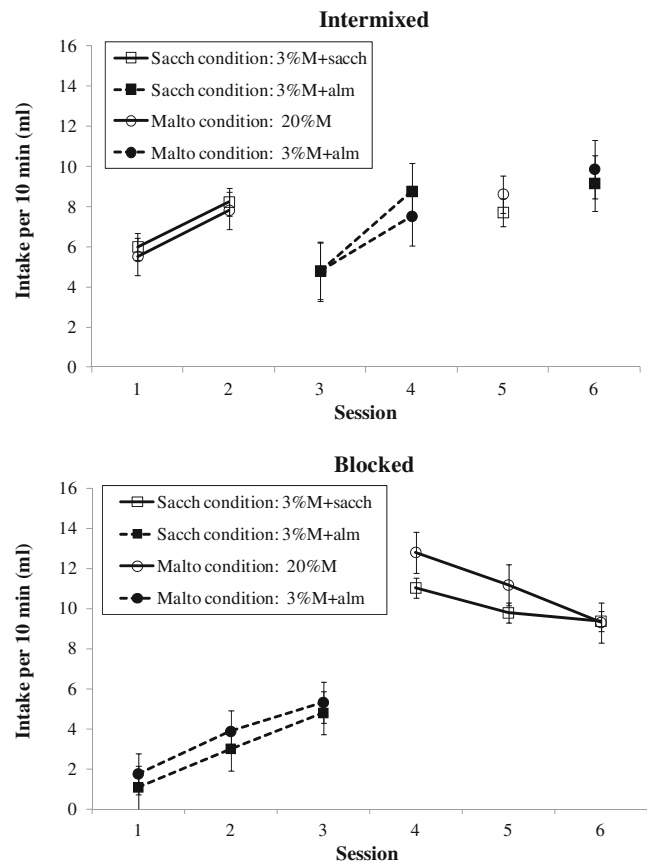 Intermixed
16
14
12
10
8
6
4
2
0
Intake per 10 min (ml)
Sacch condition: 3%M+sacch
Sacch condition: 3%M+alm
Malto condition: 20%M
Malto condition: 3%M+alm
1 2 3 4 5 6
Session
Blocked
16
14
12
10
8
6
4
2
0
Intake per 10 min (ml)
Sacch condition: 3%M+sacch
Sacch condition: 3%M+alm
Malto condition: 20%M
Malto condition: 3%M+alm
1 2 3 4 5 6
Session